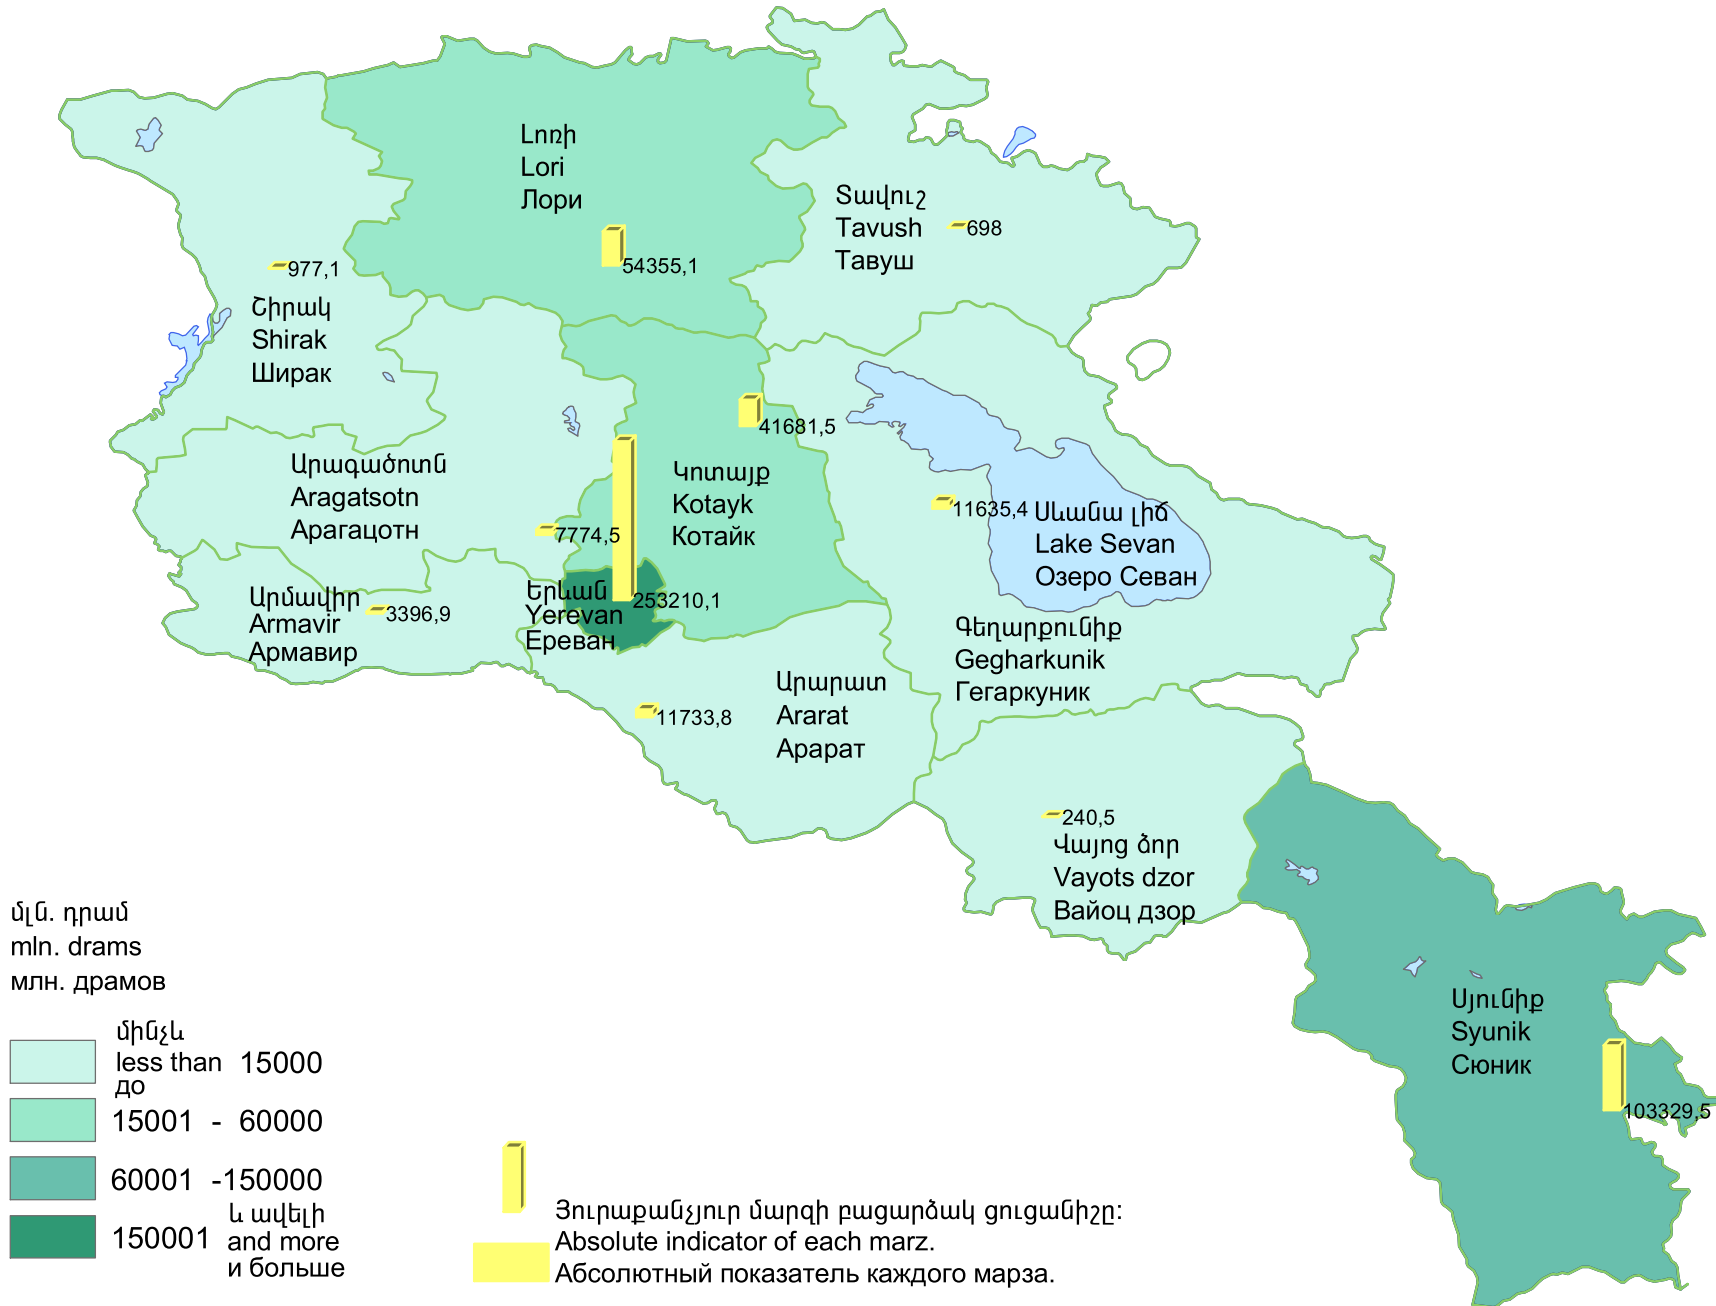 Լոռի
Lori
Лори
54355,1
Տավուշ
Tavush
Тавуш
698
977,1
Շիրակ
Shirak
Ширак
41681,5
Արագածոտն
Aragatsotn
Арагацотн
7774,5
Կոտայք
Kotayk
Котайк
11635,4
Սևանա լիճ
Lake Sevan
Озеро Севан
Արմավիր
Armavir
Армавир
3396,9
Երևան
Yerevan
Ереван
253210,1
Գեղարքունիք
Gegharkunik
Гегаркуник
Արարատ
Ararat
Арарат
11733,8
240,5
Վայոց ձոր
Vayots dzor
Вайоц дзор
Սյունիք
Syunik
Сюник
103329,5
մլն. դրամ
mln. drams
млн. драмов
մինչև
less than 15000
до
15001 - 60000
60001 -150000
և ավելի
150001 and more
и больше
Յուրաքանչյուր մարզի բացարձակ ցուցանիշը:
Absolute indicator of each marz.
Абсолютный показатель каждого марза.